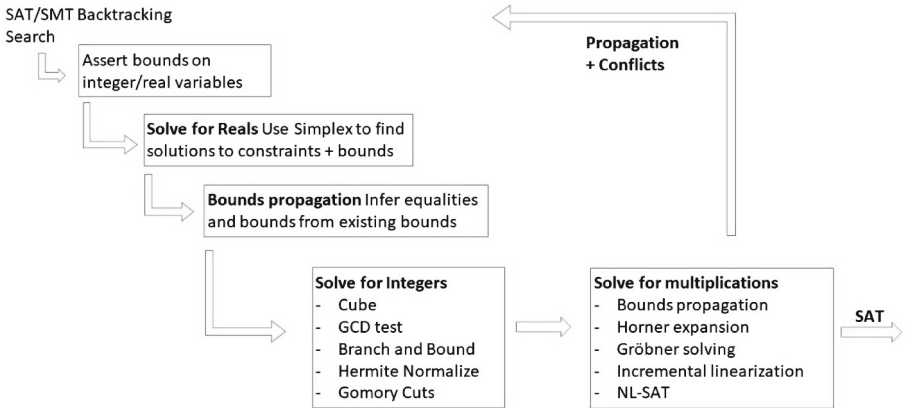 SAT/SMT Backtracking
Search
Assert bounds on
integer/real variables
Solve for Reals Use Simplex to find
solutions to constraints + bounds
Bounds propagation Infer equalities
and bounds from existing bounds
Solve for Integers
- Cube
- GCD test
- Branch and Bound
- Hermite Normalize
- Gomory Cuts
Solve for multiplications
- Bounds propagation
- Horner expansion
- Gröbner solving
- Incremental linearization
- NL-SAT
Propagation
+ Conflicts
SAT